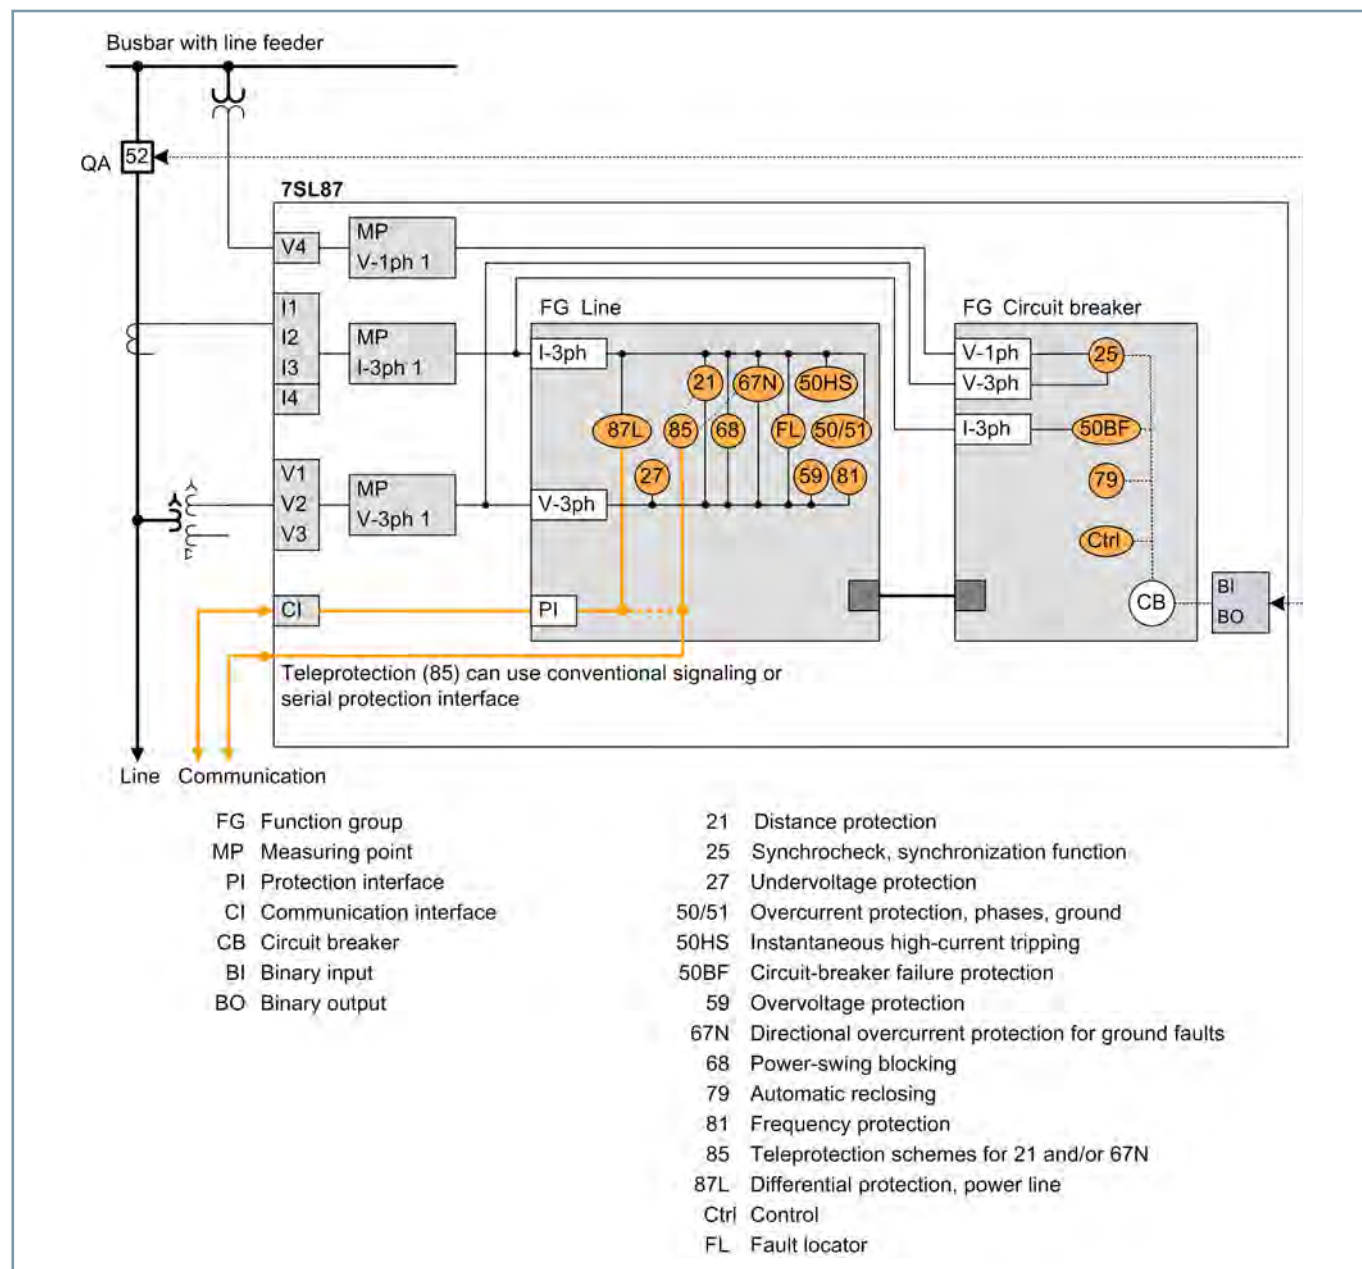 Busbar with line feeder
QA
52
7SL87
V4
MP
V-1ph 1
I1
I2
I3
I4
MP
I-3ph 1
V1
V2
V3
MP
V-3ph 1
CI
FG Line
I-3ph
21
67N
50HS
87L
85
68
FL
50/51
27
59
81
V-3ph
PI
FG Circuit breaker
V-1ph
V-3ph
I-3ph
25
50BF
79
Ctrl
CB
BI
BO
Teleprotection (85) can use conventional signaling or
serial protection interface
Line
Communication
FG Function group
MP Measuring point
PI Protection interface
CI Communication interface
CB Circuit breaker
BI Binary input
BO Binary output
21 Distance protection
25 Synchrocheck, synchronization function
27 Undervoltage protection
50/51 Overcurrent protection, phases, ground
50HS Instantaneous high-current tripping
50BF Circuit-breaker failure protection
59 Overvoltage protection
67N Directional overcurrent protection for ground faults
68 Power-swing blocking
79 Automatic reclosing
81 Frequency protection
85 Teleprotection schemes for 21 and/or 67N
87L Differential protection, power line
Ctrl Control
FL Fault locator